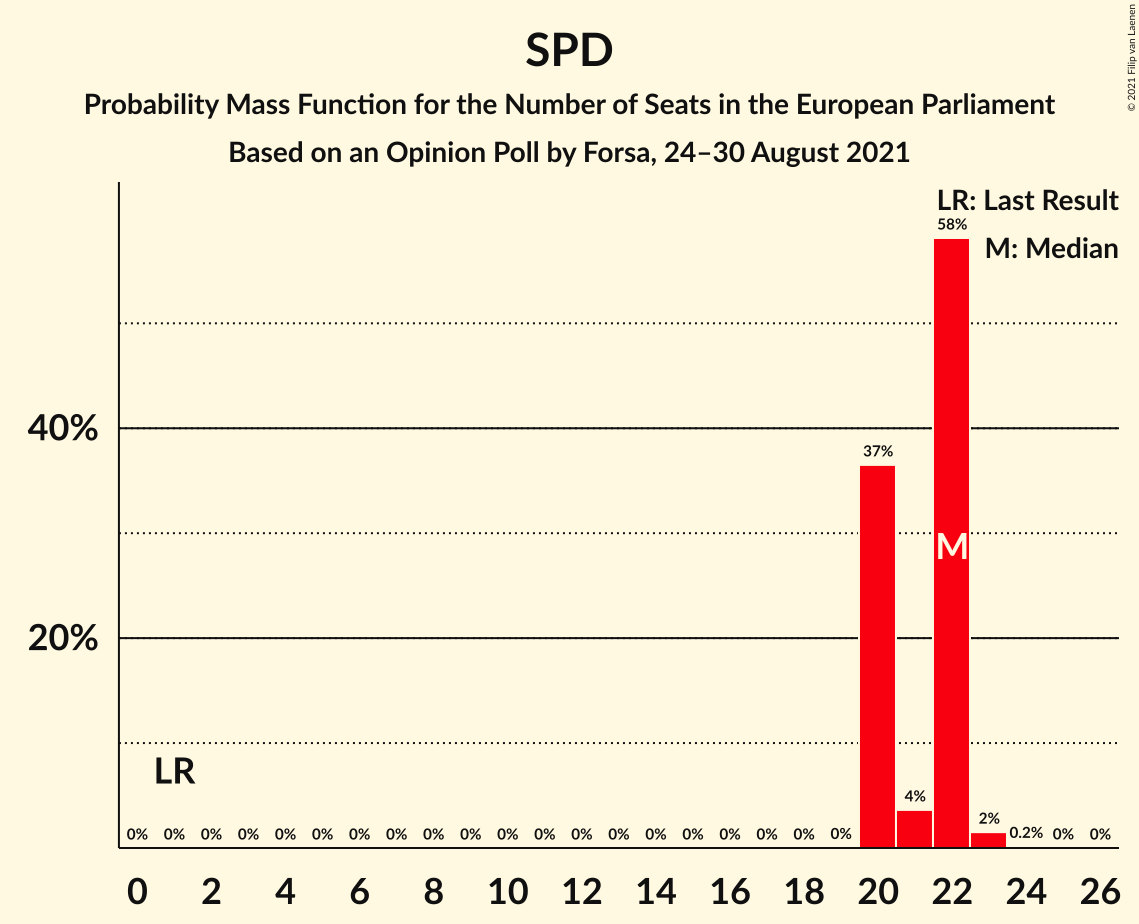 SPD
Probability Mass Function for the Number of Seats in the European Parliament
Based on an Opinion Poll by Forsa, 24–30 August 2021
© 2021 Filip van Laenen
LR: Last Result
M: Median
58%
40%
37%
M
20%
LR
4%
2%
0% 0% 0% 0% 0% 0% 0% 0% 0% 0% 0% 0% 0% 0% 0% 0% 0% 0% 0% 0% 0.2% 0% 0%
0 2 4 6 8 10 12 14 16 18 20 22 24 26